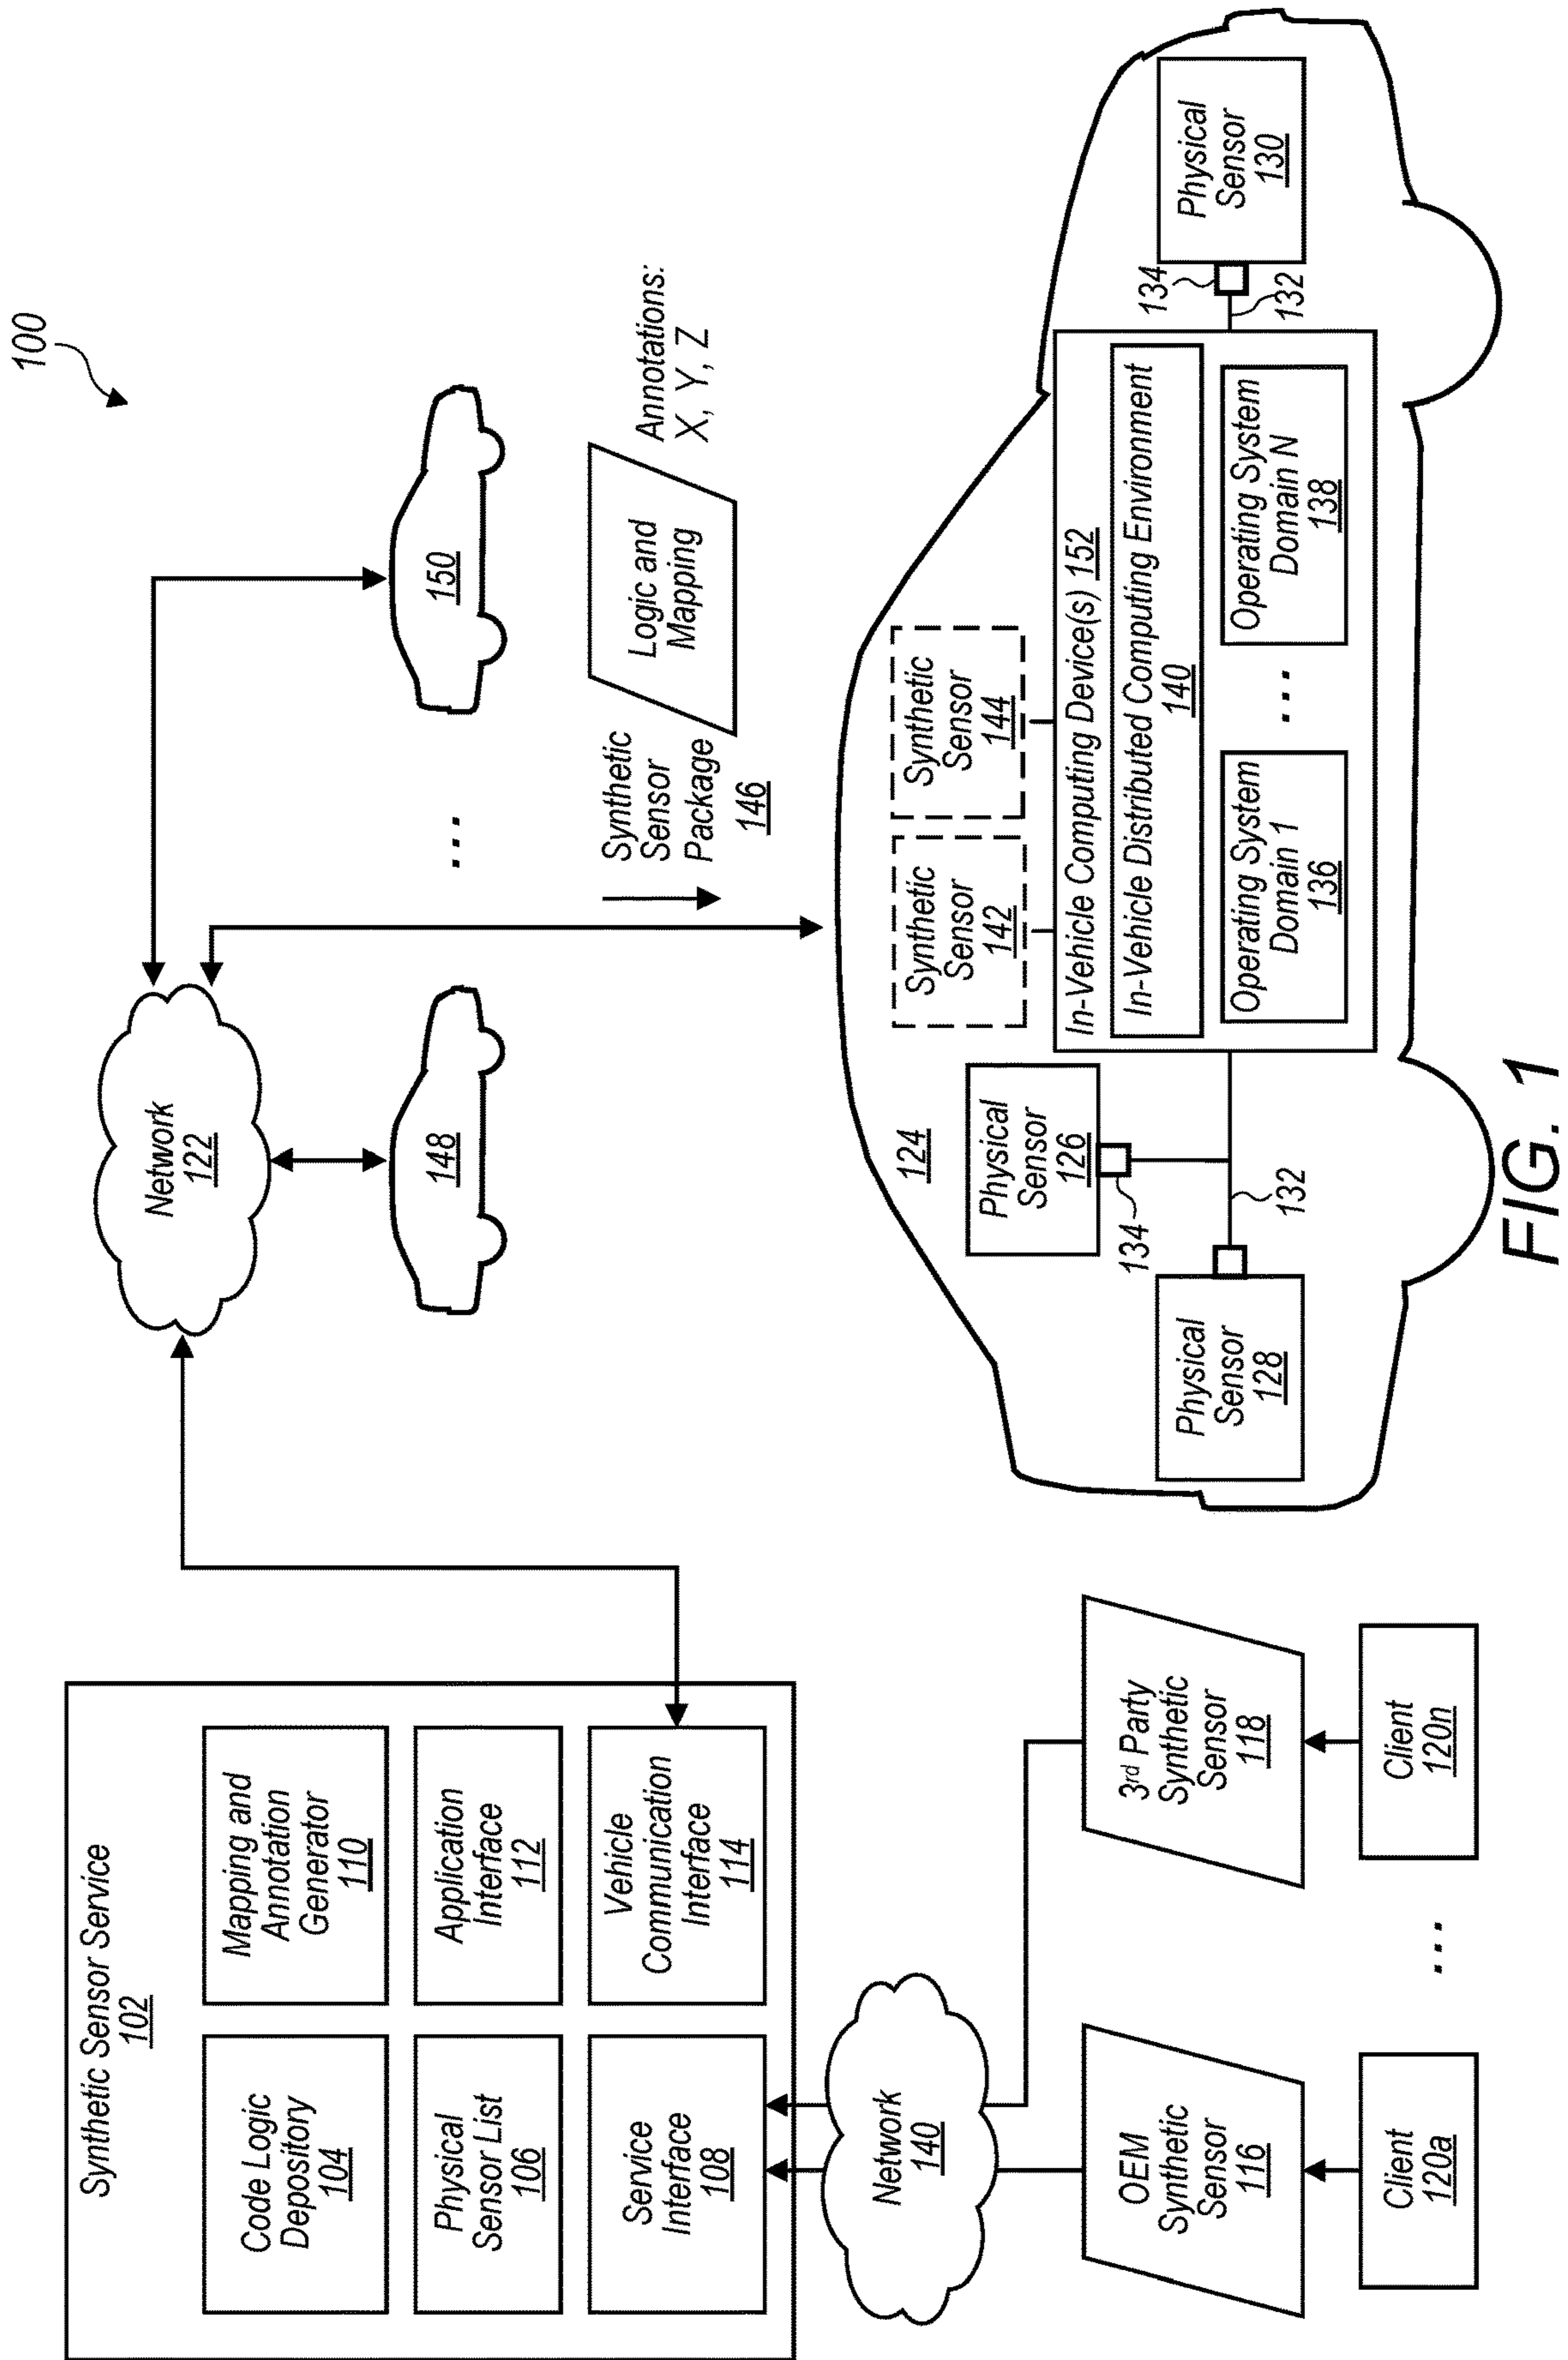 100
Synthetic Sensor Service
102
Code Logic
Depository
104
Mapping and
Annotation
Generator
110
Physical
Sensor List
106
Application
Interface
112
Service
Interface
108
Vehicle
Communication
Interface
114
Network
140
OEM
Synthetic
Sensor
116
3rd Party
Synthetic
Sensor
118
Client
120a
...
Client
120n
Network
122
148
...
150
Synthetic
Sensor
Package
146
Logic and
Mapping
Annotations:
X, Y, Z
124
Synthetic
Sensor
142
Synthetic
Sensor
144
Physical
Sensor
126
134
Physical
Sensor
128
132
In-Vehicle Computing Device(s) 152
In-Vehicle Distributed Computing Environment
140
Operating System
Domain 1
136
...
Operating System
Domain N
138
134
132
Physical
Sensor
130
FIG. 1